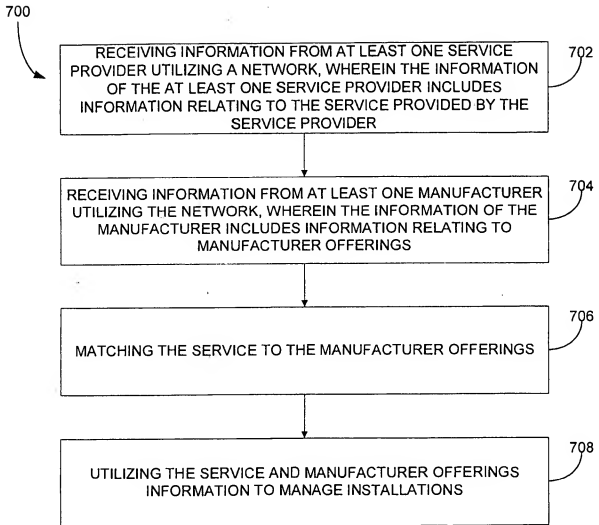 700
RECEIVING INFORMATION FROM AT LEAST ONE SERVICE
PROVIDER UTILIZING A NETWORK, WHEREIN THE INFORMATION
OF THE AT LEAST ONE SERVICE PROVIDER INCLUDES
INFORMATION RELATING TO THE SERVICE PROVIDED BY THE
SERVICE PROVIDER
702
RECEIVING INFORMATION FROM AT LEAST ONE MANUFACTURER
UTILIZING THE NETWORK, WHEREIN THE INFORMATION OF THE
MANUFACTURER INCLUDES INFORMATION RELATING TO
MANUFACTURER OFFERINGS
704
MATCHING THE SERVICE TO THE MANUFACTURER OFFERINGS
706
UTILIZING THE SERVICE AND MANUFACTURER OFFERINGS
INFORMATION TO MANAGE INSTALLATIONS
708